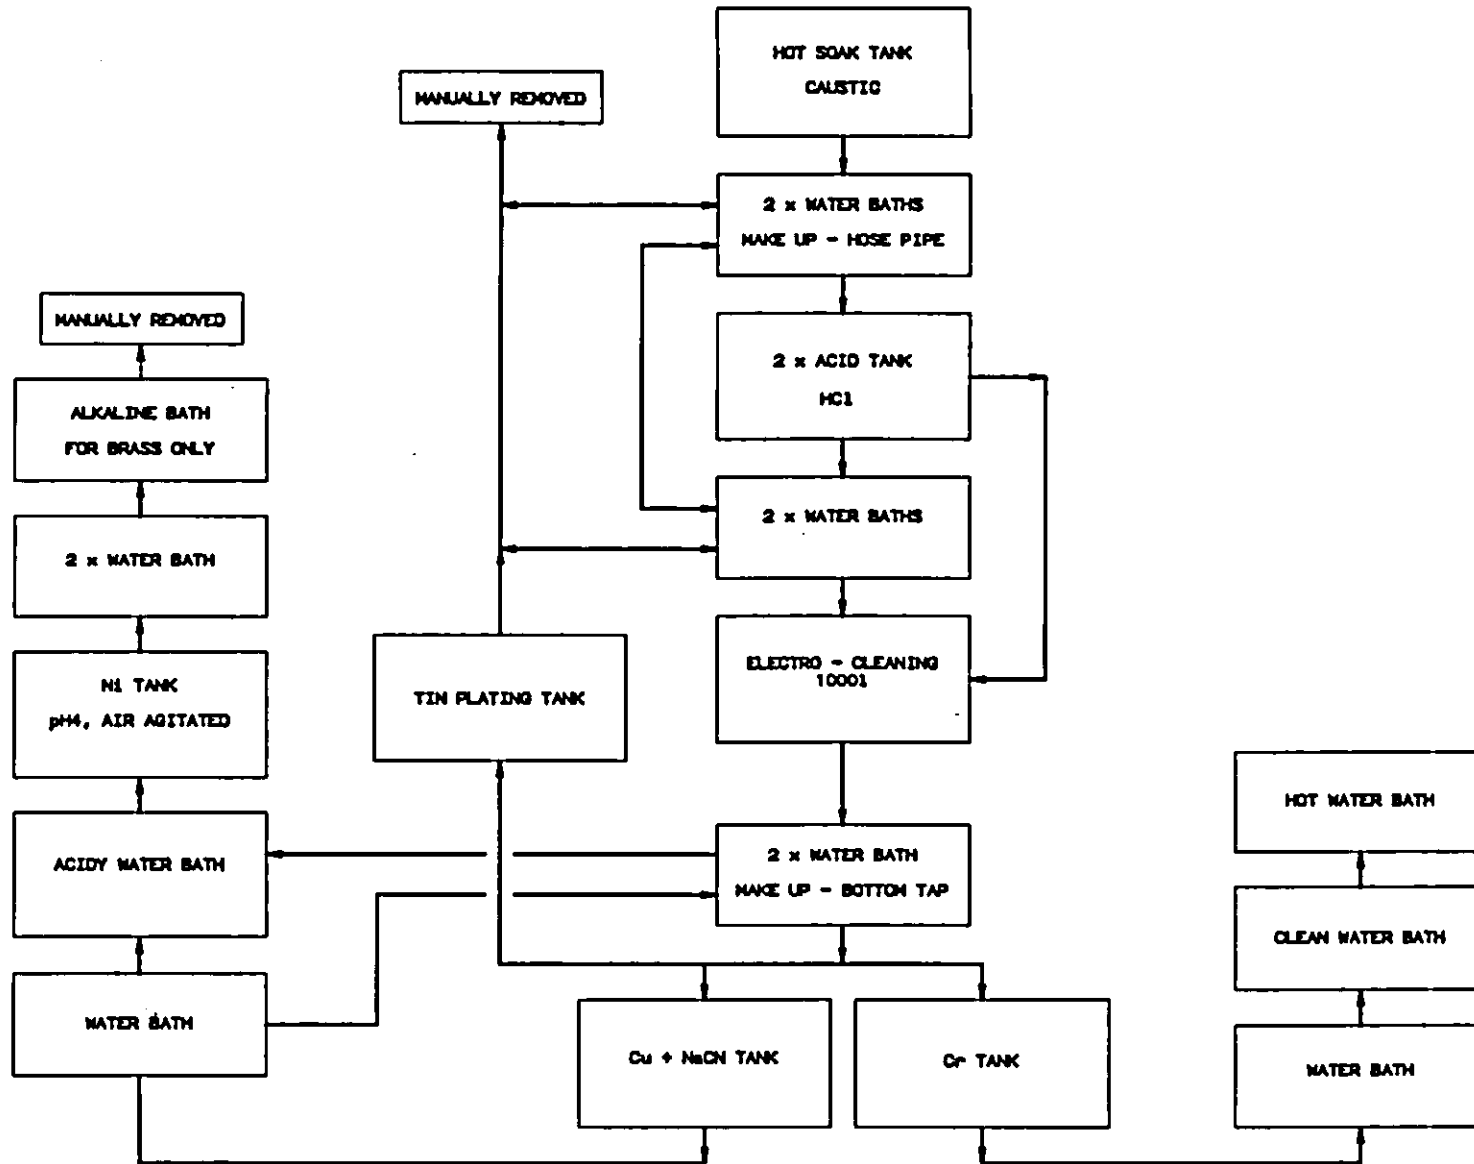 HOT SOAK TANK
CAUSTIC
MANUALLY REMOVED
2 x WATER BATHS
MAKE UP - HOSE PIPE
MANUALLY REMOVED
2 x ACID TANK
HCl
ALKALINE BATH
FOR BRASS ONLY
2 x WATER BATHS
2 x WATER BATH
ELECTRO - CLEANING
10001
Ni TANK
pH4, AIR AGITATED
TIN PLATING TANK
HOT WATER BATH
ACIDY WATER BATH
2 x WATER BATH
MAKE UP - BOTTOM TAP
CLEAN WATER BATH
WATER BATH
Cu + NaCN TANK
Cr TANK
WATER BATH